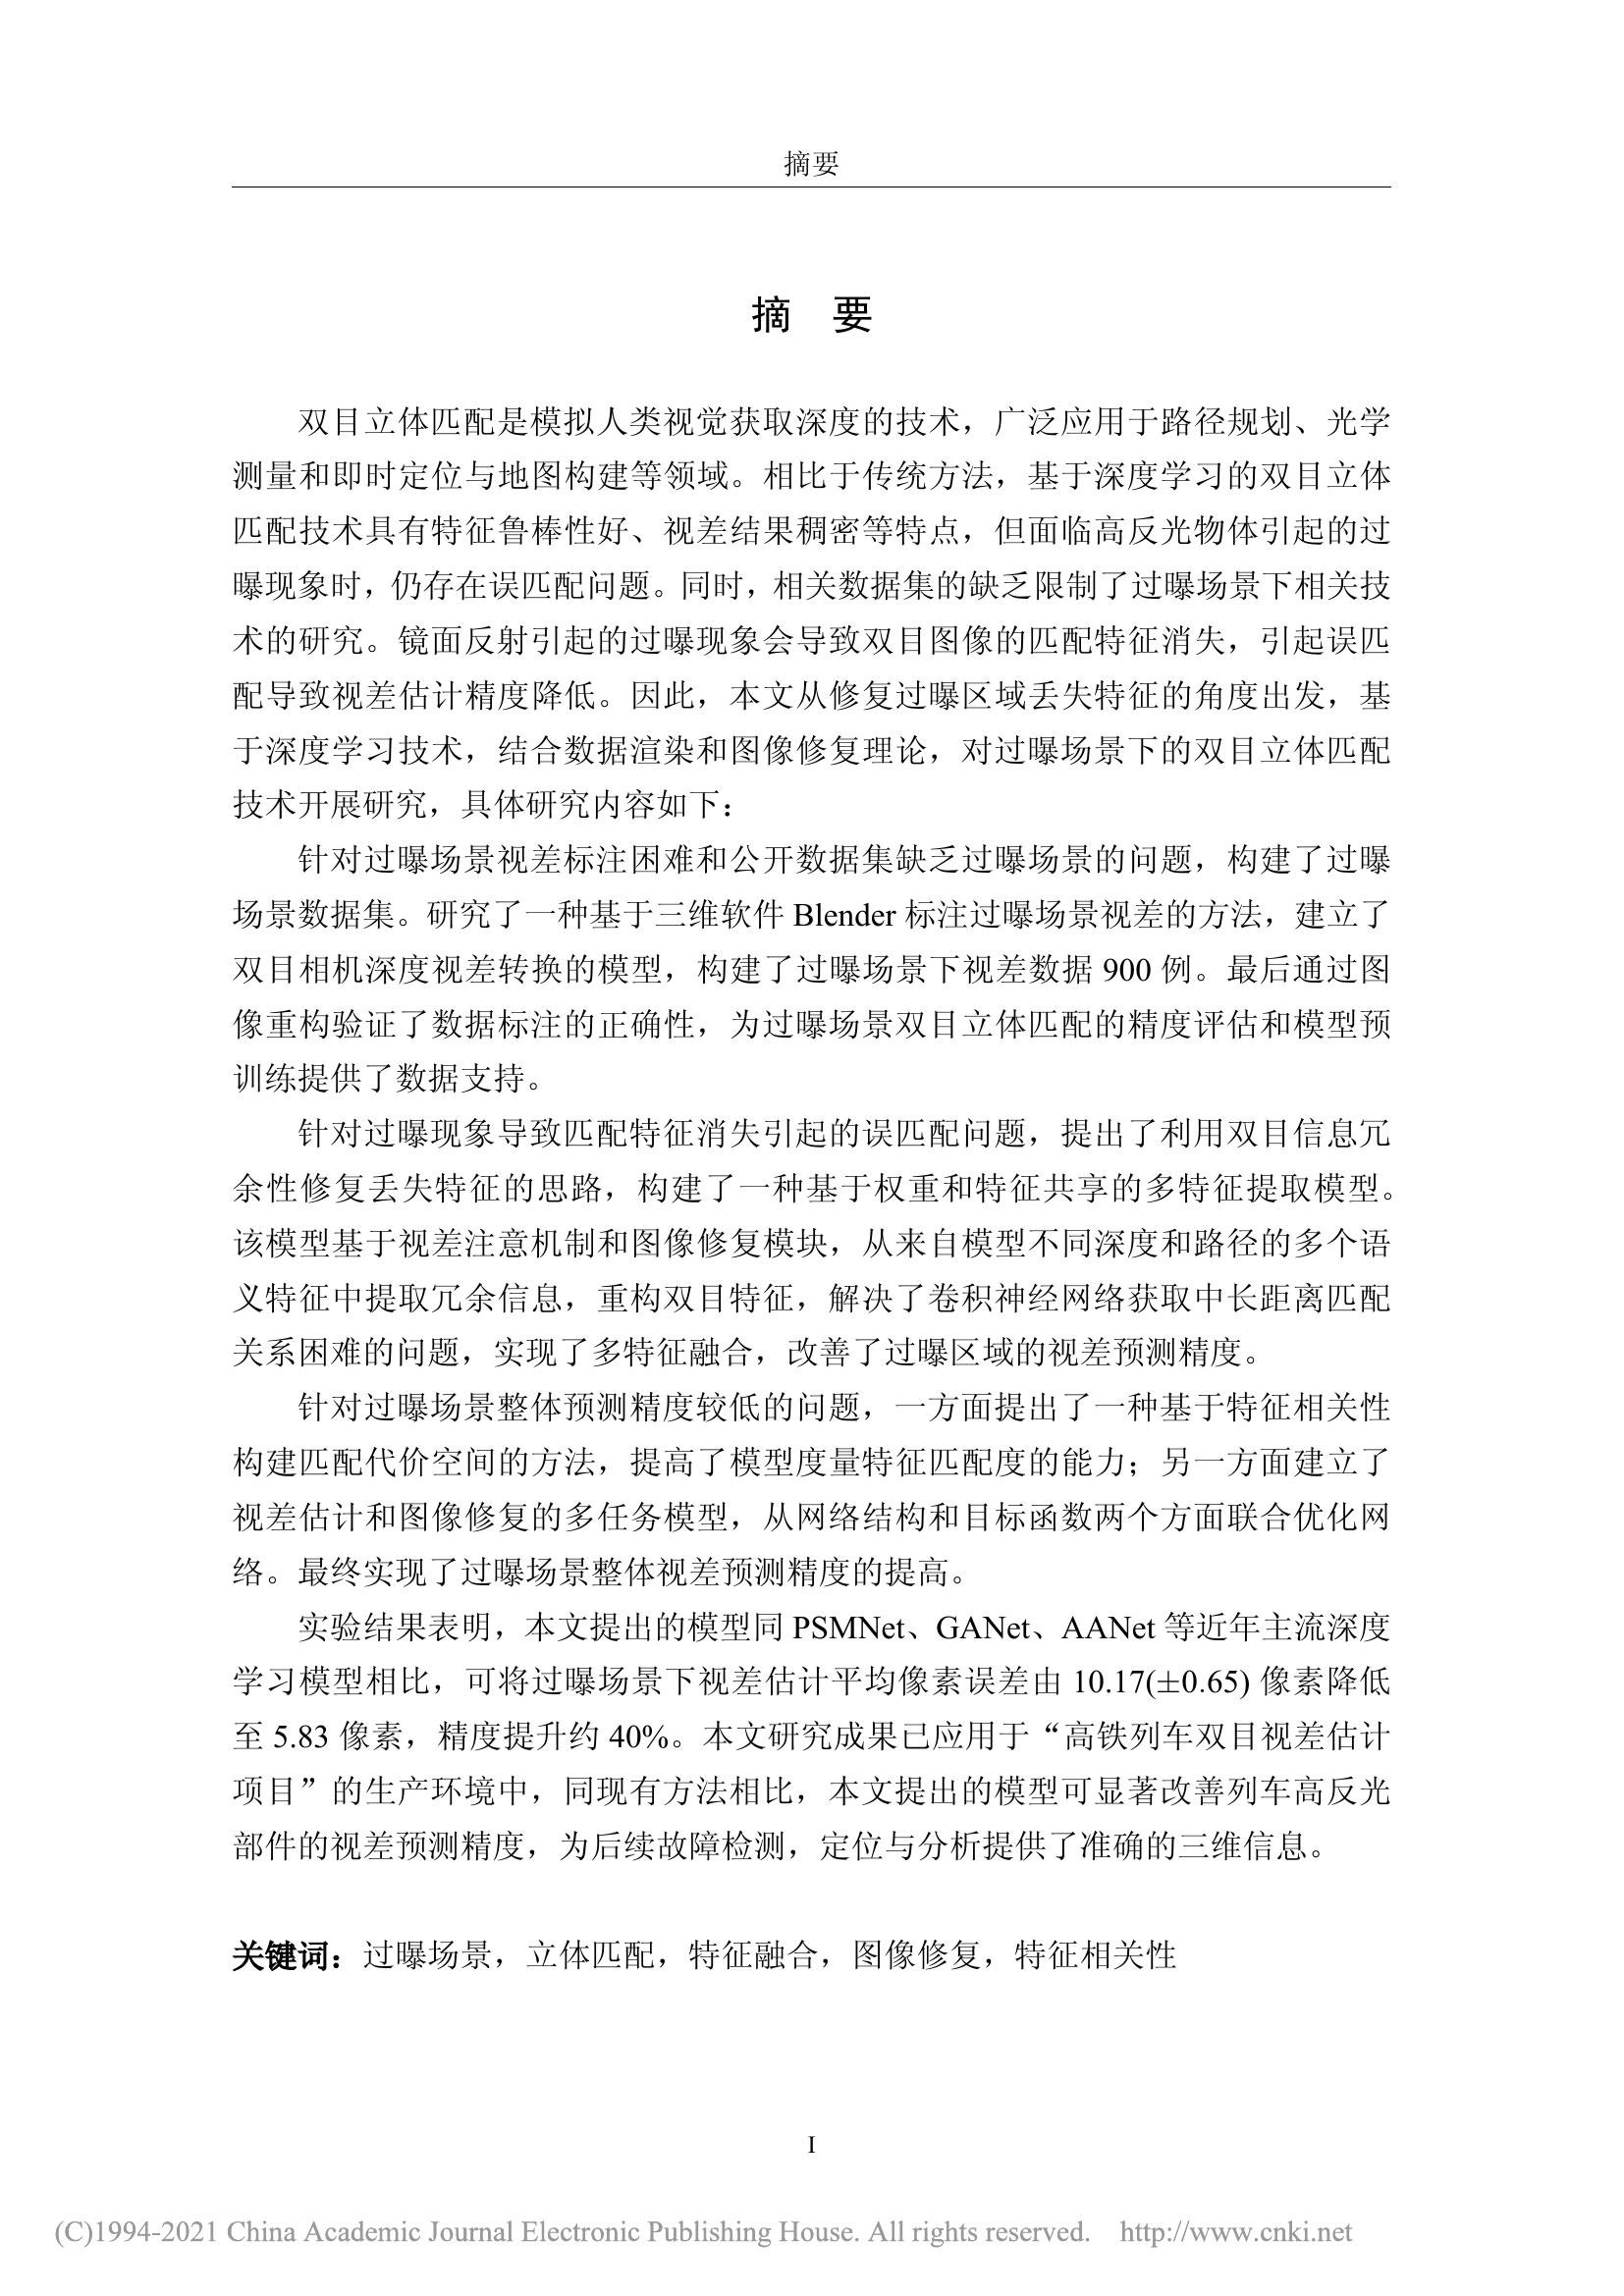 摘要
摘 要
双目立体匹配是模拟人类视觉获取深度的技术，广泛应用于路径规划、光学
测量和即时定位与地图构建等领域。相比于传统方法，基于深度学习的双目立体
匹配技术具有特征鲁棒性好、视差结果稠密等特点，但面临高反光物体引起的过
曝现象时，仍存在误匹配问题。同时，相关数据集的缺乏限制了过曝场景下相关技
术的研究。镜面反射引起的过曝现象会导致双目图像的匹配特征消失，引起误匹
配导致视差估计精度降低。因此，本文从修复过曝区域丢失特征的角度出发，基
于深度学习技术，结合数据渲染和图像修复理论，对过曝场景下的双目立体匹配
技术开展研究，具体研究内容如下：
针对过曝场景视差标注困难和公开数据集缺乏过曝场景的问题，构建了过曝
场景数据集。研究了一种基于三维软件 Blender 标注过曝场景视差的方法，建立了
双目相机深度视差转换的模型，构建了过曝场景下视差数据 900 例。最后通过图
像重构验证了数据标注的正确性，为过曝场景双目立体匹配的精度评估和模型预
训练提供了数据支持。
针对过曝现象导致匹配特征消失引起的误匹配问题，提出了利用双目信息冗
余性修复丢失特征的思路，构建了一种基于权重和特征共享的多特征提取模型。
该模型基于视差注意机制和图像修复模块，从来自模型不同深度和路径的多个语
义特征中提取冗余信息，重构双目特征，解决了卷积神经网络获取中长距离匹配
关系困难的问题，实现了多特征融合，改善了过曝区域的视差预测精度。
针对过曝场景整体预测精度较低的问题，一方面提出了一种基于特征相关性
构建匹配代价空间的方法，提高了模型度量特征匹配度的能力；另一方面建立了
视差估计和图像修复的多任务模型，从网络结构和目标函数两个方面联合优化网
络。最终实现了过曝场景整体视差预测精度的提高。
实验结果表明，本文提出的模型同 PSMNet、GANet、AANet 等近年主流深度
学习模型相比，可将过曝场景下视差估计平均像素误差由 10.17(±0.65) 像素降低
至 5.83 像素，精度提升约 40%。本文研究成果已应用于“高铁列车双目视差估计
项目”的生产环境中，同现有方法相比，本文提出的模型可显著改善列车高反光
部件的视差预测精度，为后续故障检测，定位与分析提供了准确的三维信息。
关键词：过曝场景，立体匹配，特征融合，图像修复，特征相关性
I
(C)1994-2021 China Academic Journal Electronic Publishing House. All rights reserved. http://www.cnki.net